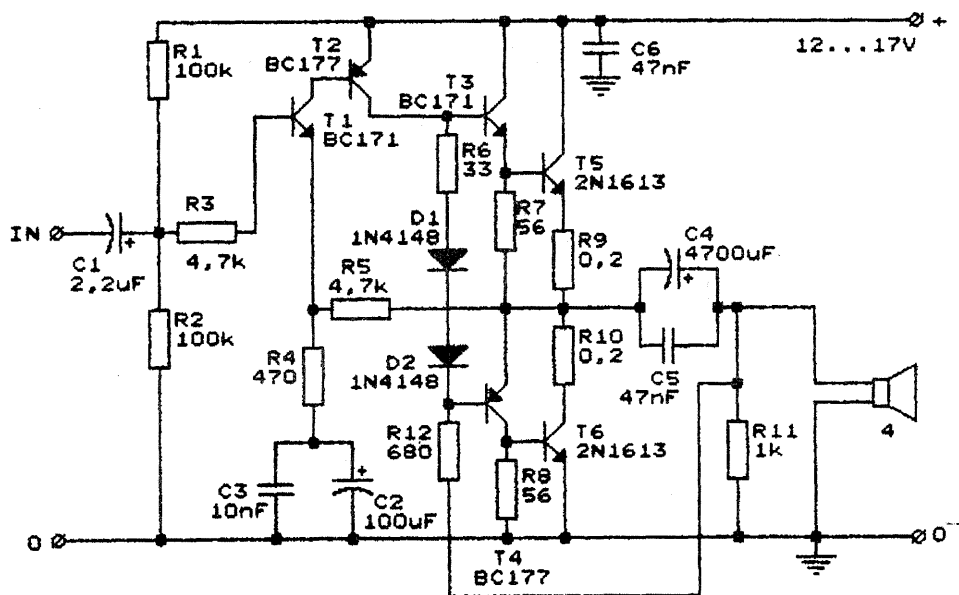 +
12...17V
R1
100k
T2
BC177
C6
47nF
T3
BC171
T1
BC171
R6
33
T5
2N1613
R3
4,7k
D1
1N4148
R7
56
IN
C1
2,2uF
+
R9
0,2
C4
4700uF
+
R5
4,7k
R2
100k
R4
470
D2
1N4148
R10
0,2
C5
47nF
4
R12
680
T6
2N1613
R11
1k
C3
10nF
+
C2
100uF
R8
56
0
0
T4
BC177